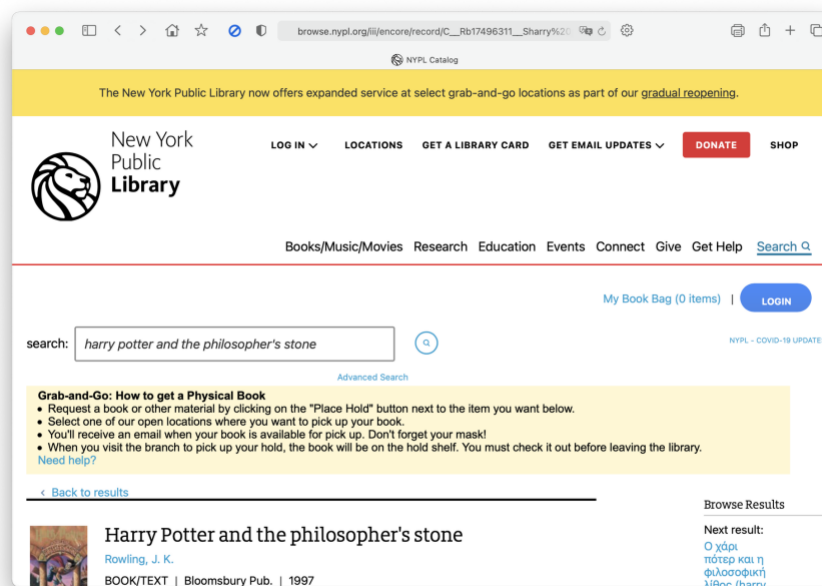 browse.nypl.org/iii/encore/record/C__Rb17496311__Sharry%20
NYPL Catalog
The New York Public Library now offers expanded service at select grab-and-go locations as part of our gradual reopening.
New York
Public
Library
LOG IN
LOCATIONS
GET A LIBRARY CARD
GET EMAIL UPDATES
DONATE
SHOP
Books/Music/Movies Research Education Events Connect Give Get Help Search
My Book Bag (0 items) | LOGIN
search: harry potter and the philosopher's stone
NYPL - COVID-19 UPDATE
Advanced Search
Grab-and-Go: How to get a Physical Book
• Request a book or other material by clicking on the "Place Hold" button next to the item you want below.
• Select one of our open locations where you want to pick up your book.
• You'll receive an email when your book is available for pick up. Don't forget your mask!
• When you visit the branch to pick up your hold, the book will be on the hold shelf. You must check it out before leaving the library.
Need help?
‹ Back to results
Harry Potter and the philosopher's stone
Rowling, J. K.
BOOK/TEXT | Bloomsbury Pub. | 1997
Browse Results
Next result:
Ο χάρι
πότερ και η
φιλοσοφική
λίθος (harry